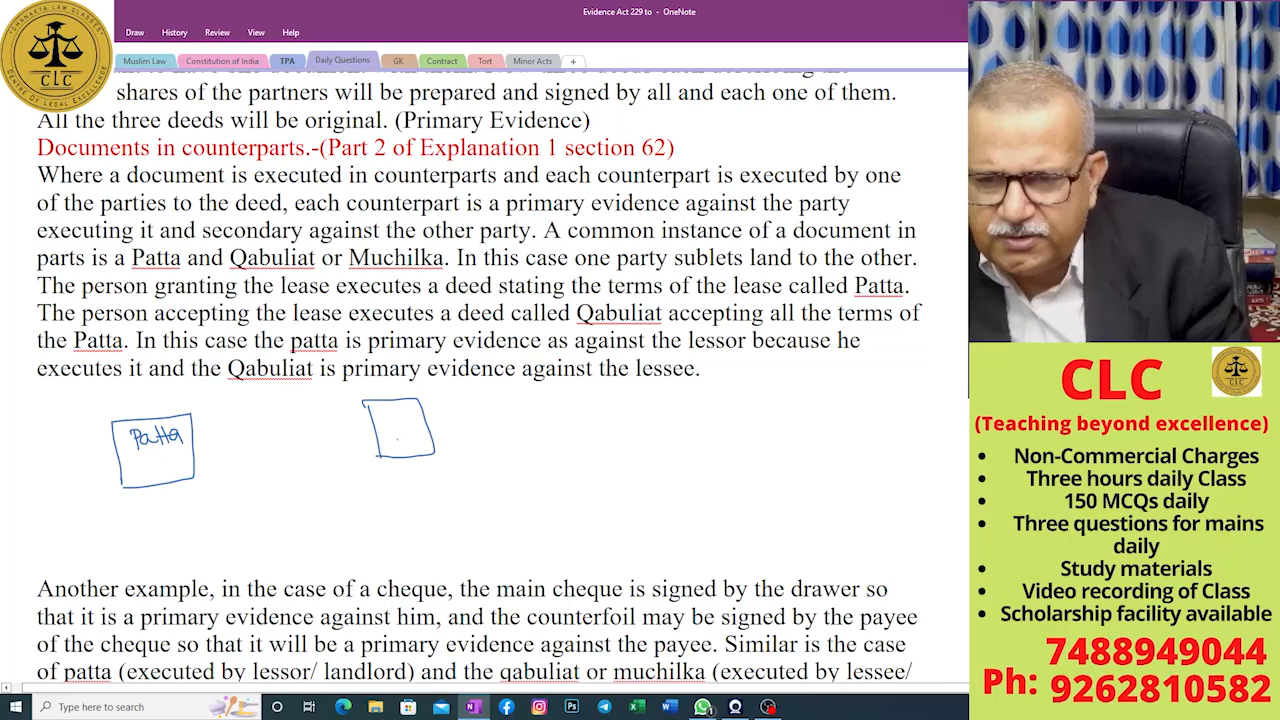 CHANAKYA LAW CLASSES
CLC
CENTRE OF LEGAL EXCELLENCE
Evidence Act 229 to - OneNote
Draw History Review View Help
Muslim Law Constitution of India TPA Daily Questions GK Contract Tort Minor Acts +
shares of the partners will be prepared and signed by all and each one of them.
All the three deeds will be original. (Primary Evidence)
Documents in counterparts.-(Part 2 of Explanation 1 section 62)
Where a document is executed in counterparts and each counterpart is executed by one
of the parties to the deed, each counterpart is a primary evidence against the party
executing it and secondary against the other party. A common instance of a document in
parts is a Patta and Qabuliat or Muchilka. In this case one party sublets land to the other.
The person granting the lease executes a deed stating the terms of the lease called Patta.
The person accepting the lease executes a deed called Qabuliat accepting all the terms of
the Patta. In this case the patta is primary evidence as against the lessor because he
executes it and the Qabuliat is primary evidence against the lessee.
Patta
Another example, in the case of a cheque, the main cheque is signed by the drawer so
that it is a primary evidence against him, and the counterfoil may be signed by the payee
of the cheque so that it will be a primary evidence against the payee. Similar is the case
of patta (executed by lessor/ landlord) and the qabuliat or muchilka (executed by lessee/
CLC
(Teaching beyond excellence)
• Non-Commercial Charges
• Three hours daily Class
• 150 MCQs daily
• Three questions for mains
daily
• Study materials
• Video recording of Class
• Scholarship facility available
7488949044
Ph: 9262810582
Type here to search